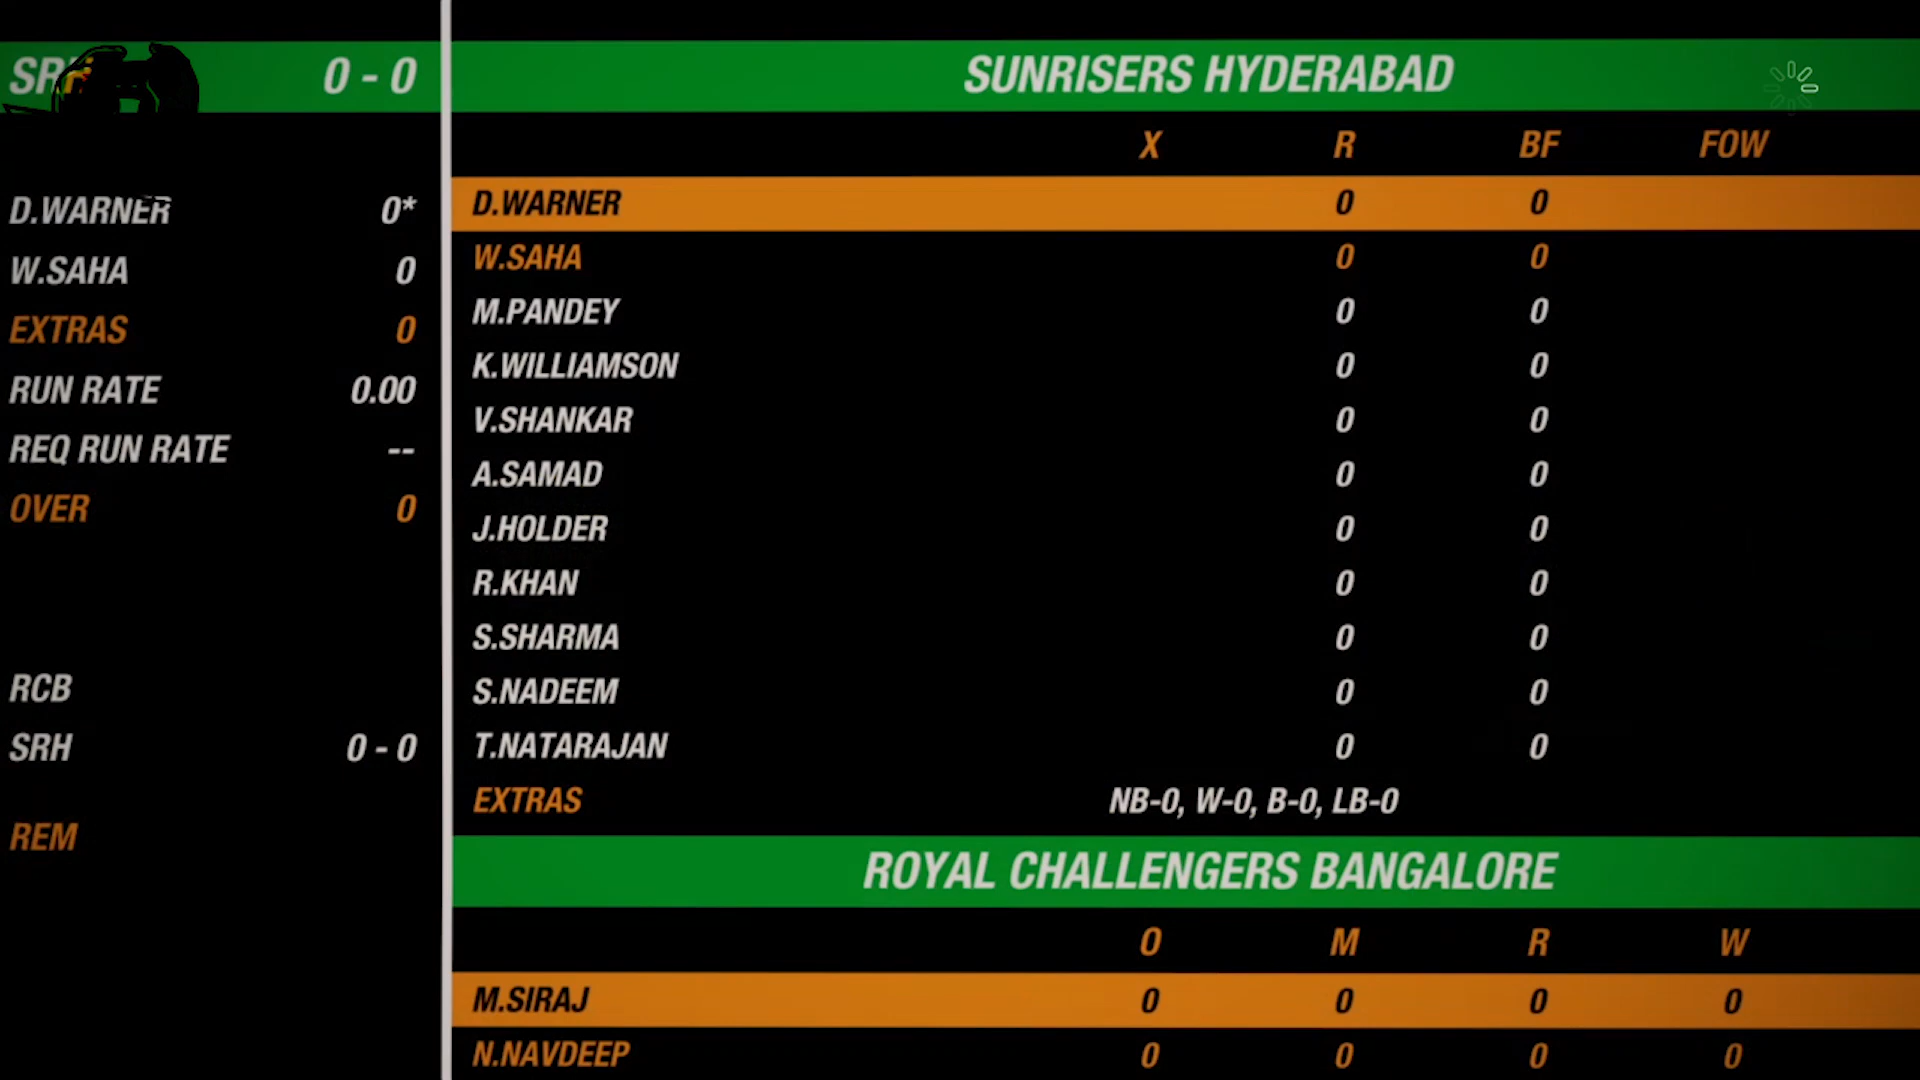 SRH 0 - 0
D.WARNER 0*
W.SAHA 0
EXTRAS 0
RUN RATE 0.00
REQ RUN RATE --
OVER 0
RCB
SRH 0 - 0
REM
SUNRISERS HYDERABAD
X R BF FOW
D.WARNER 0 0
W.SAHA 0 0
M.PANDEY 0 0
K.WILLIAMSON 0 0
V.SHANKAR 0 0
A.SAMAD 0 0
J.HOLDER 0 0
R.KHAN 0 0
S.SHARMA 0 0
S.NADEEM 0 0
T.NATARAJAN 0 0
EXTRAS NB-0, W-0, B-0, LB-0
ROYAL CHALLENGERS BANGALORE
O M R W
M.SIRAJ 0 0 0 0
N.NAVDEEP 0 0 0 0